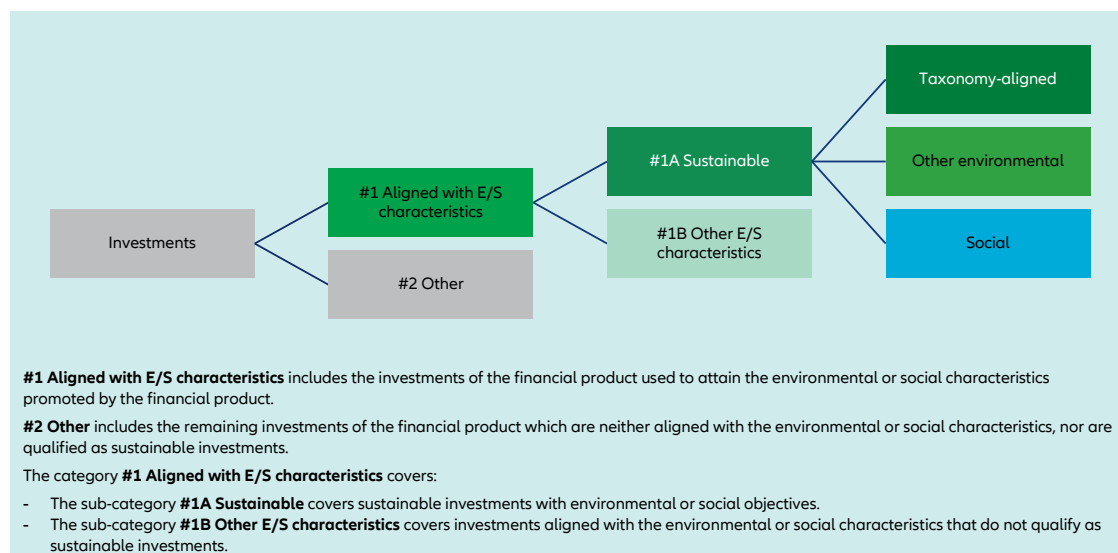 Taxonomy-aligned
#1A Sustainable
Other environmental
#1 Aligned with E/S
characteristics
Investments
#1B Other E/S
characteristics
Social
#2 Other
#1 Aligned with E/S characteristics includes the investments of the financial product used to attain the environmental or social characteristics
promoted by the financial product.
#2 Other includes the remaining investments of the financial product which are neither aligned with the environmental or social characteristics, nor are
qualified as sustainable investments.
The category #1 Aligned with E/S characteristics covers:
- The sub-category #1A Sustainable covers sustainable investments with environmental or social objectives.
- The sub-category #1B Other E/S characteristics covers investments aligned with the environmental or social characteristics that do not qualify as
sustainable investments.